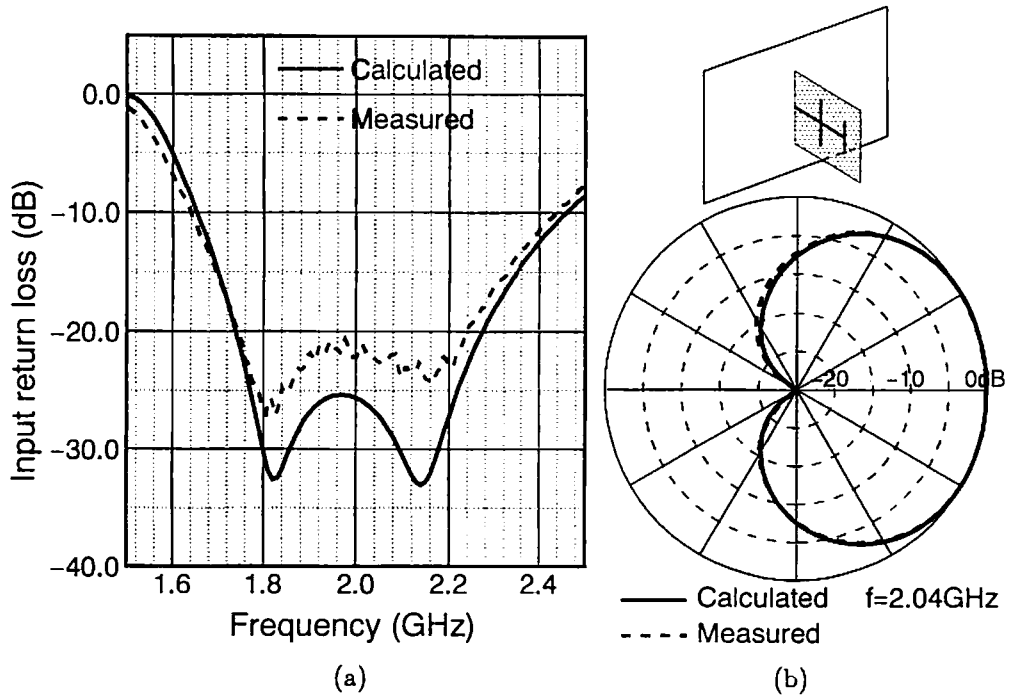 Calculated
Measured
0.0
−10.0
−20.0
−30.0
−40.0
1.6
1.8
2.0
2.2
2.4
Input return loss (dB)
Frequency (GHz)
(a)
−20
−10
0dB
Calculated f=2.04GHz
Measured
(b)